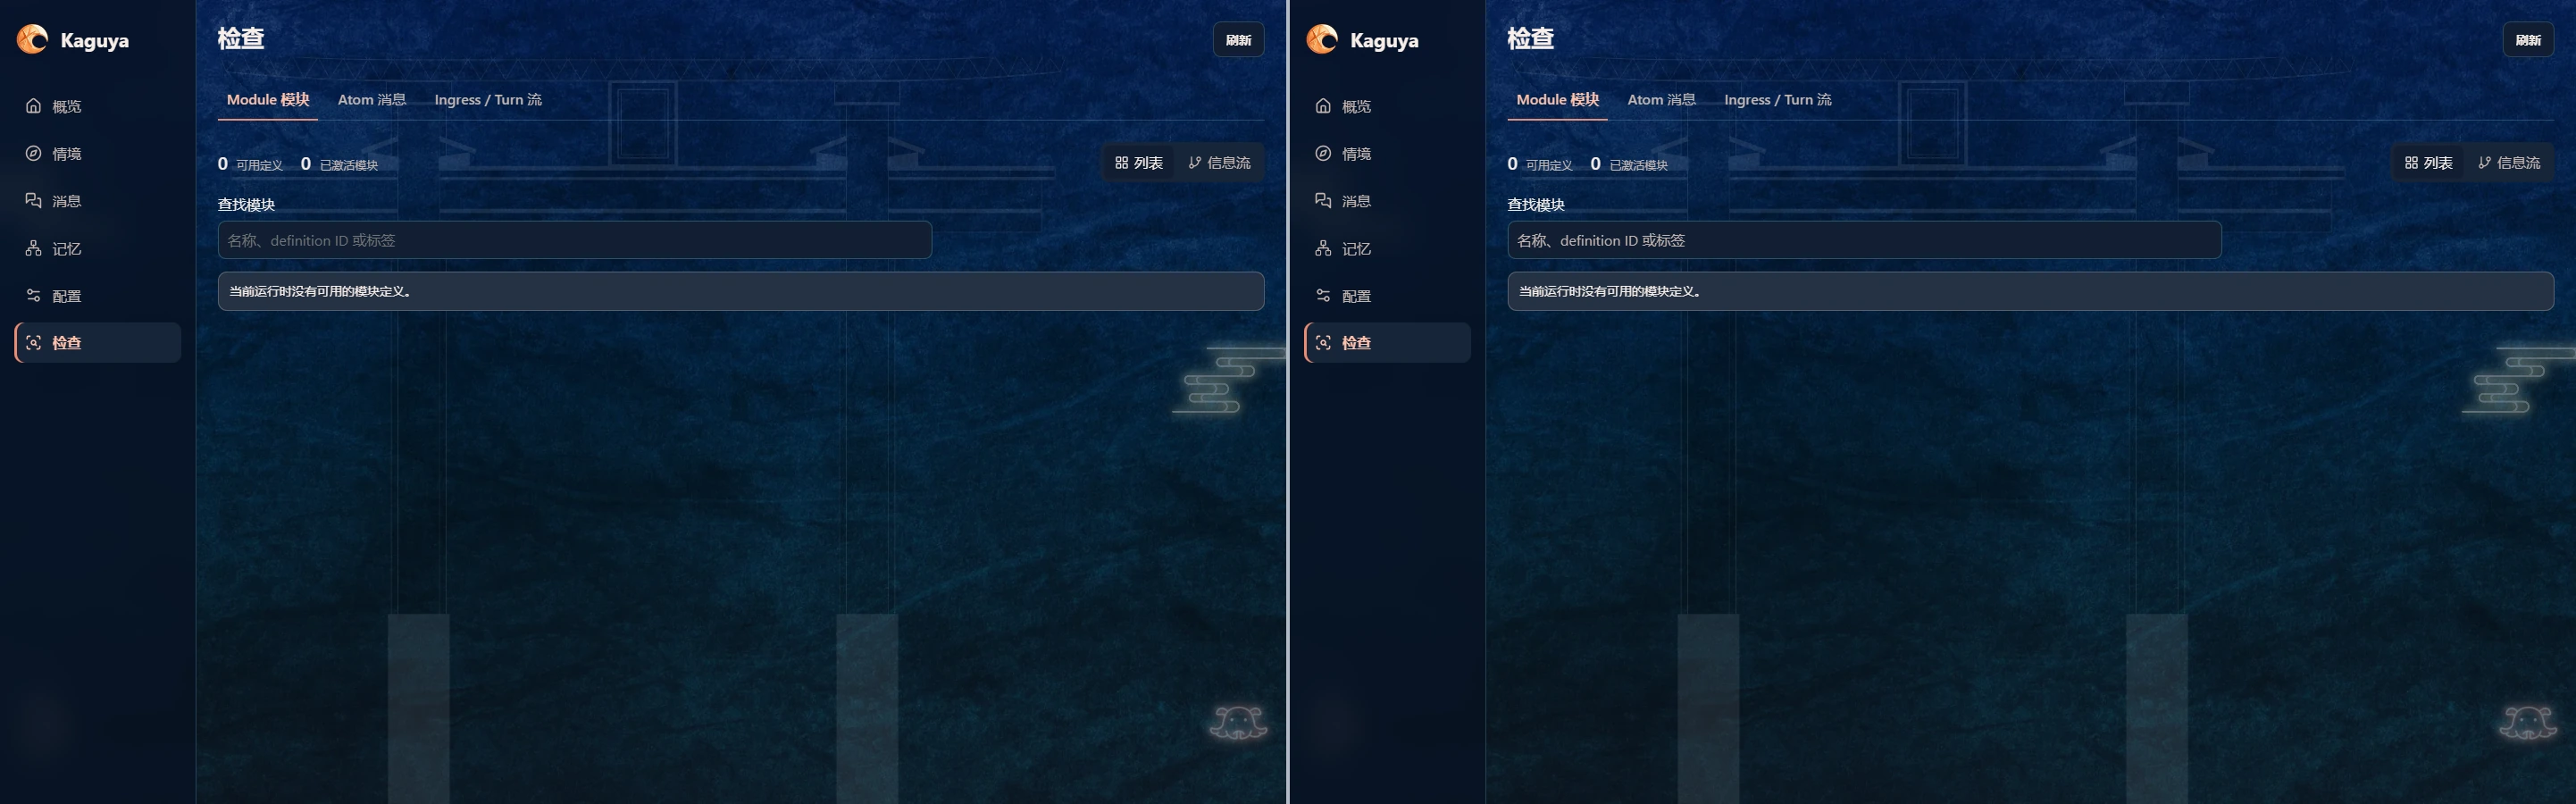 Kaguya
概览
情境
消息
记忆
配置
检查
检查
刷新
Module 模块 Atom 消息 Ingress / Turn 流
0 可用定义 0 已激活模块
列表 信息流
查找模块
名称、definition ID 或标签
当前运行时没有可用的模块定义。
Kaguya
概览
情境
消息
记忆
配置
检查
检查
刷新
Module 模块 Atom 消息 Ingress / Turn 流
0 可用定义 0 已激活模块
列表 信息流
查找模块
名称、definition ID 或标签
当前运行时没有可用的模块定义。